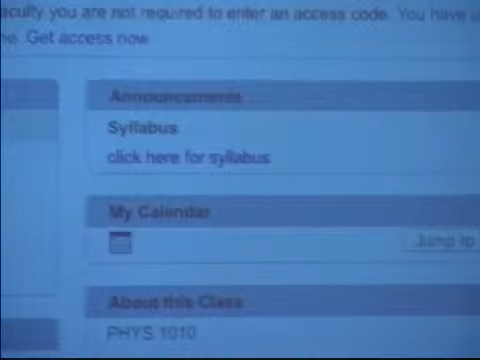 aculty you are not required to enter an access code. You have u
ne. Get access now
Announcements
Syllabus
click here for syllabus
My Calendar
Jump to
About this Class
PHYS 1010